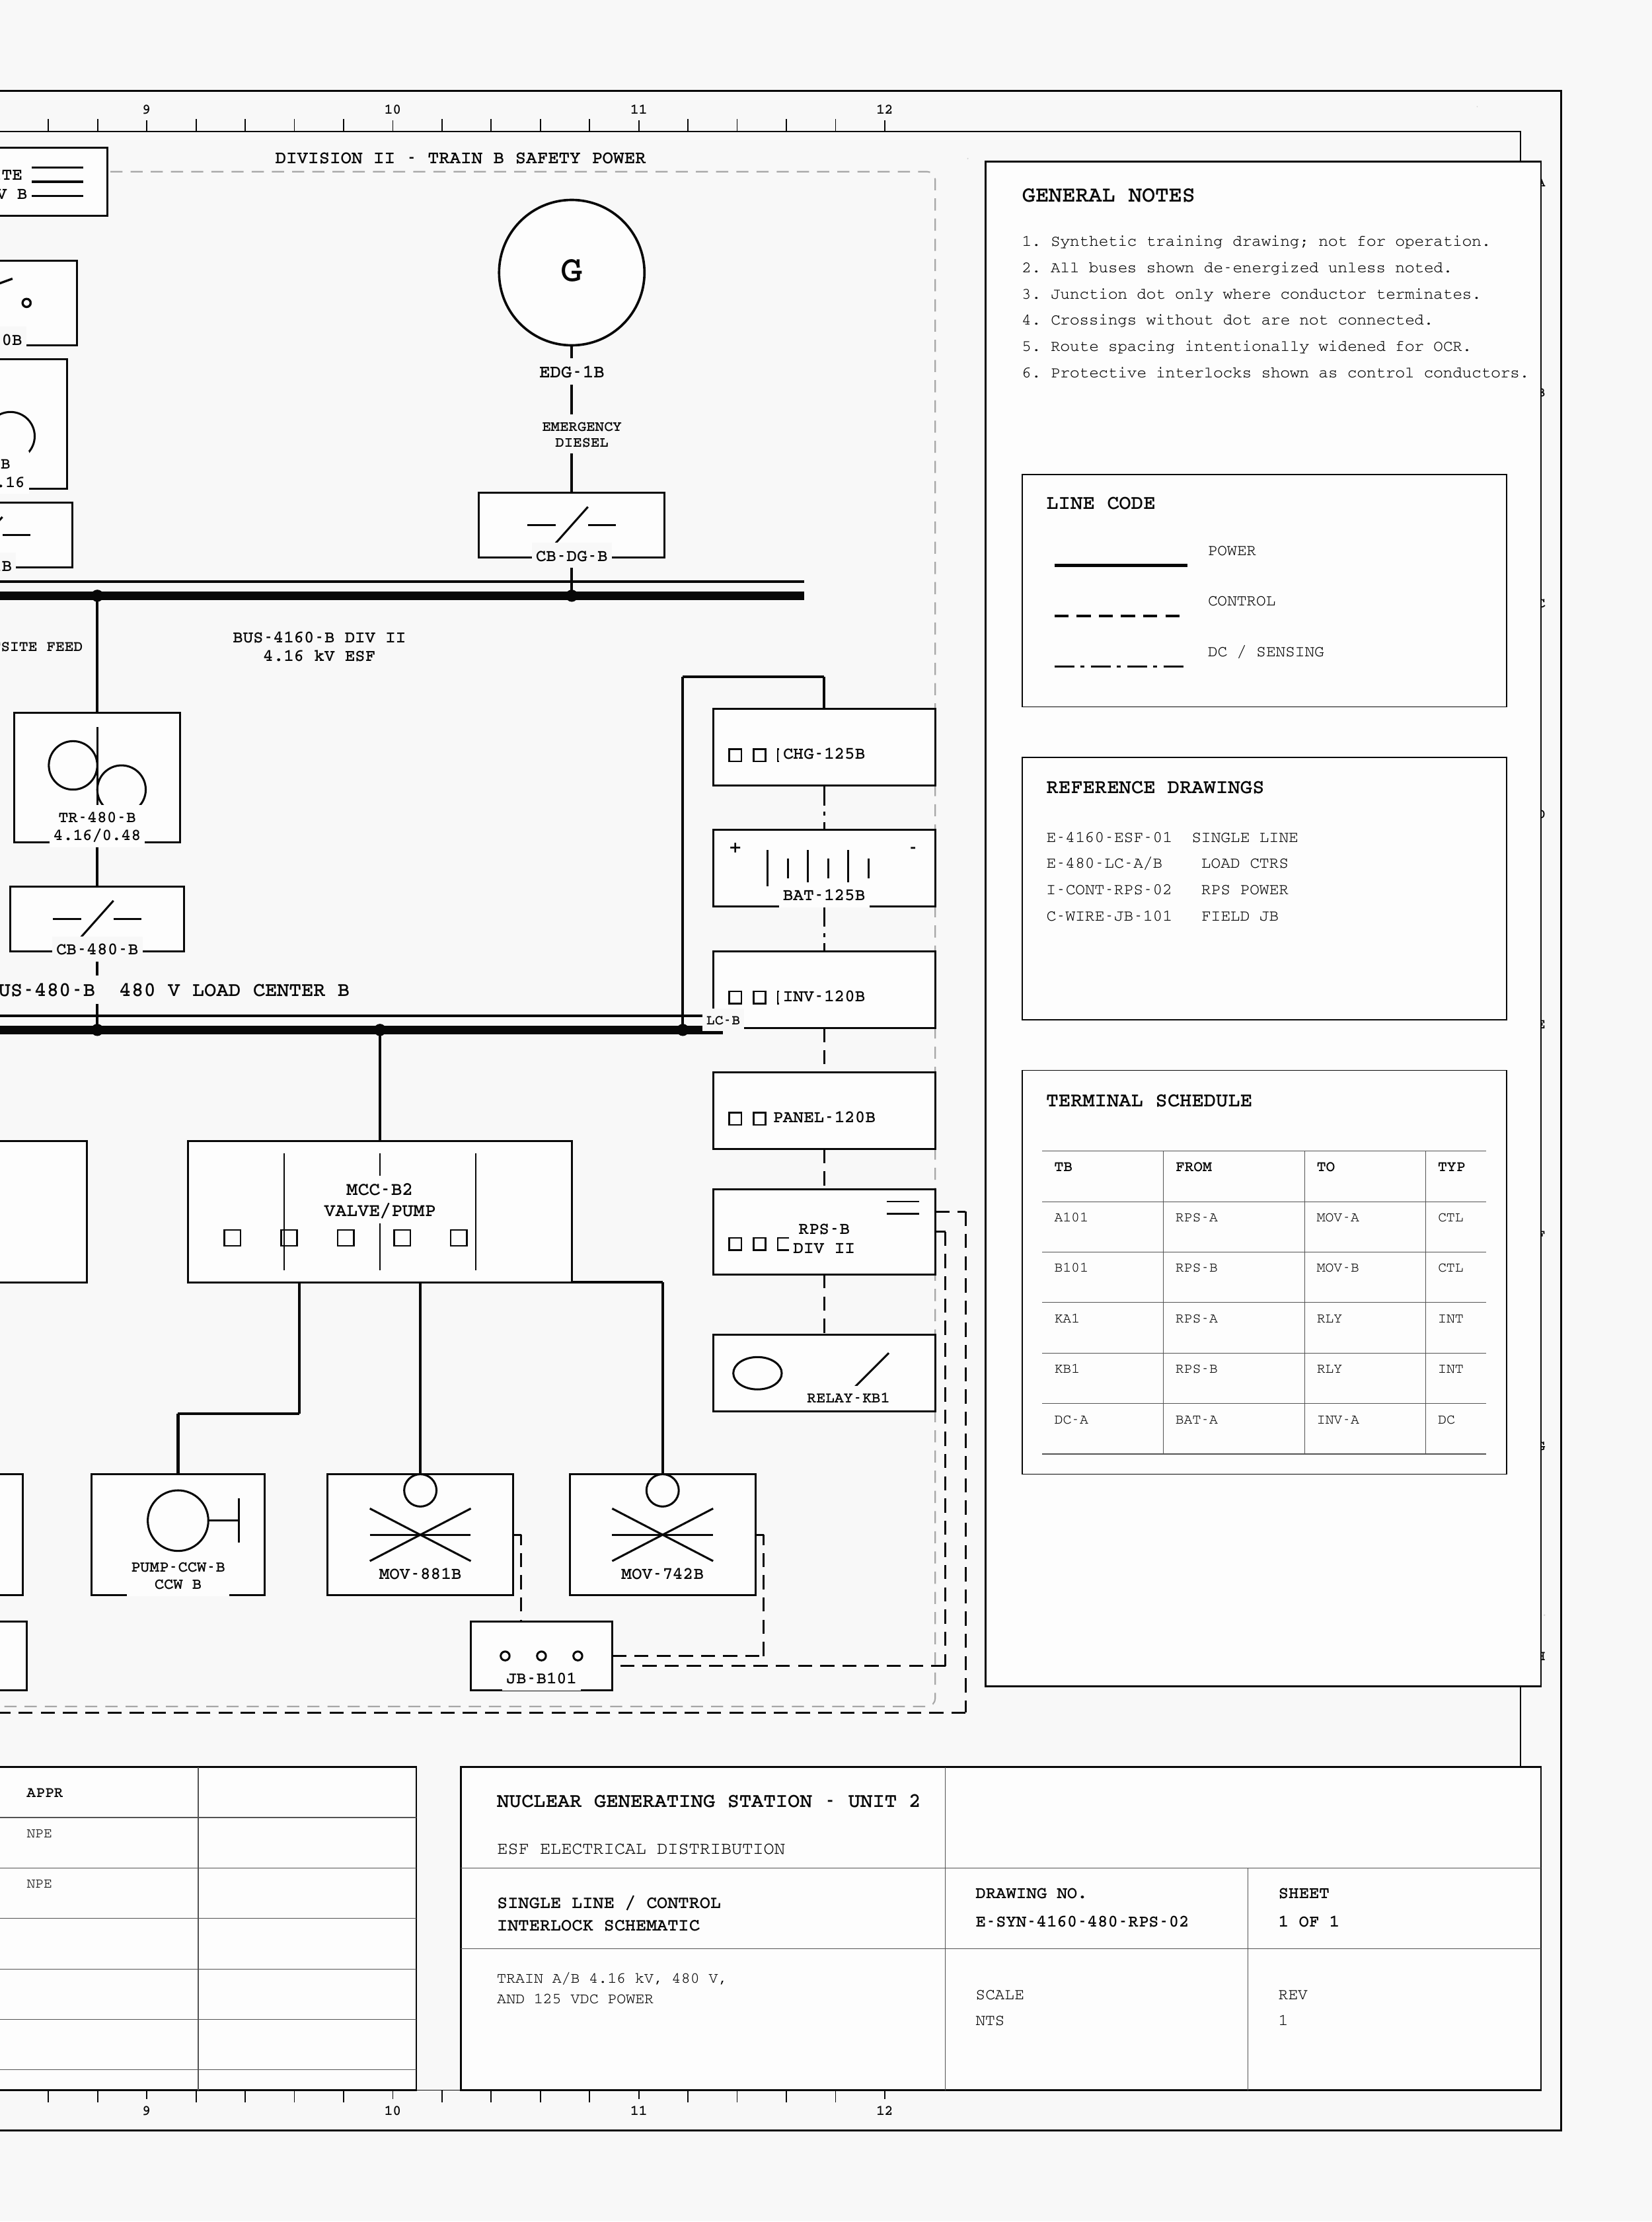 9 10 11 12
DIVISION II - TRAIN B SAFETY POWER
TE
V B
G
0B
EDG-1B
EMERGENCY
DIESEL
B
.16
CB-DG-B
B
SITE FEED
BUS-4160-B DIV II
4.16 kV ESF
CHG-125B
TR-480-B
4.16/0.48
+ -
BAT-125B
CB-480-B
US-480-B 480 V LOAD CENTER B
INV-120B
LC-B
PANEL-120B
MCC-B2
VALVE/PUMP
RPS-B
DIV II
RELAY-KB1
PUMP-CCW-B
CCW B
MOV-881B
MOV-742B
JB-B101
GENERAL NOTES
1. Synthetic training drawing; not for operation.
2. All buses shown de-energized unless noted.
3. Junction dot only where conductor terminates.
4. Crossings without dot are not connected.
5. Route spacing intentionally widened for OCR.
6. Protective interlocks shown as control conductors.
LINE CODE
POWER
CONTROL
DC / SENSING
REFERENCE DRAWINGS
E-4160-ESF-01 SINGLE LINE
E-480-LC-A/B LOAD CTRS
I-CONT-RPS-02 RPS POWER
C-WIRE-JB-101 FIELD JB
TERMINAL SCHEDULE
TB FROM TO TYP
A101 RPS-A MOV-A CTL
B101 RPS-B MOV-B CTL
KA1 RPS-A RLY INT
KB1 RPS-B RLY INT
DC-A BAT-A INV-A DC
APPR
NPE
NPE
NUCLEAR GENERATING STATION - UNIT 2
ESF ELECTRICAL DISTRIBUTION
SINGLE LINE / CONTROL
INTERLOCK SCHEMATIC
TRAIN A/B 4.16 kV, 480 V,
AND 125 VDC POWER
DRAWING NO.
E-SYN-4160-480-RPS-02
SHEET
1 OF 1
SCALE
NTS
REV
1
9 10 11 12